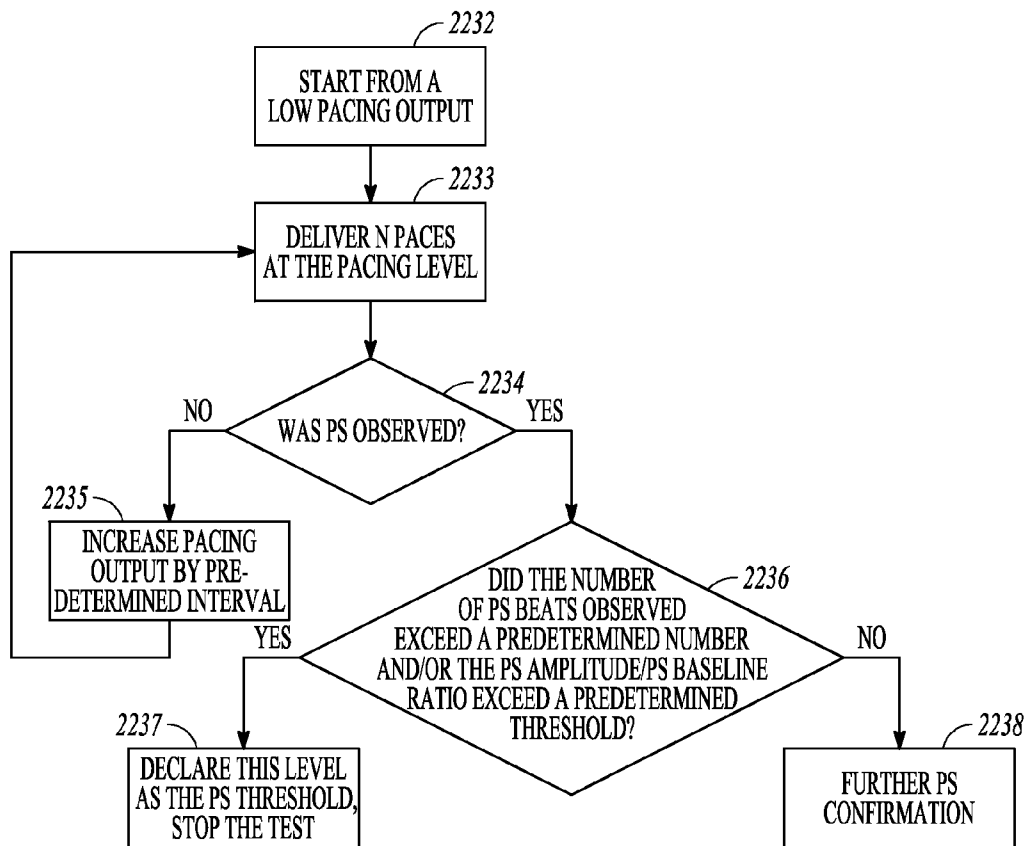 2232
START FROM A
LOW PACING OUTPUT
2233
DELIVER N PACES
AT THE PACING LEVEL
2234
NO
YES
WAS PS OBSERVED?
2235
INCREASE PACING
OUTPUT BY PRE-
DETERMINED INTERVAL
2236
DID THE NUMBER
OF PS BEATS OBSERVED
EXCEED A PREDETERMINED NUMBER
AND/OR THE PS AMPLITUDE/PS BASELINE
RATIO EXCEED A PREDETERMINED
THRESHOLD?
YES
NO
2237
DECLARE THIS LEVEL
AS THE PS THRESHOLD,
STOP THE TEST
2238
FURTHER PS
CONFIRMATION